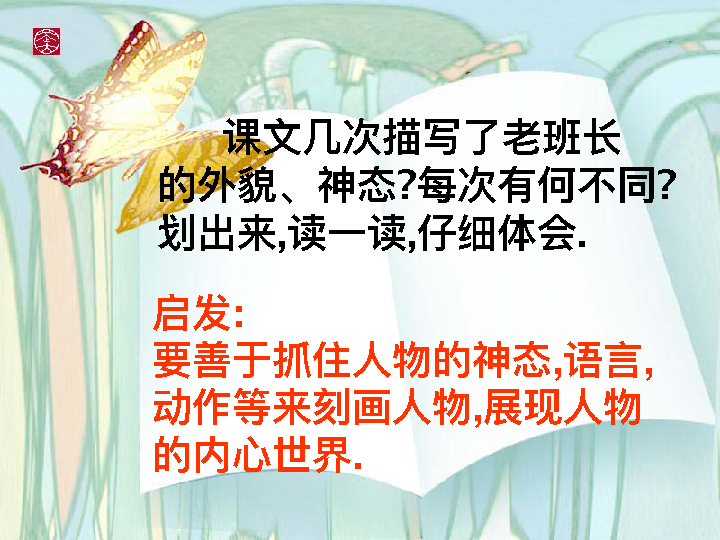 课文几次描写了老班长
的外貌、神态?每次有何不同?
划出来,读一读,仔细体会.
启发:
要善于抓住人物的神态,语言,
动作等来刻画人物,展现人物
的内心世界.